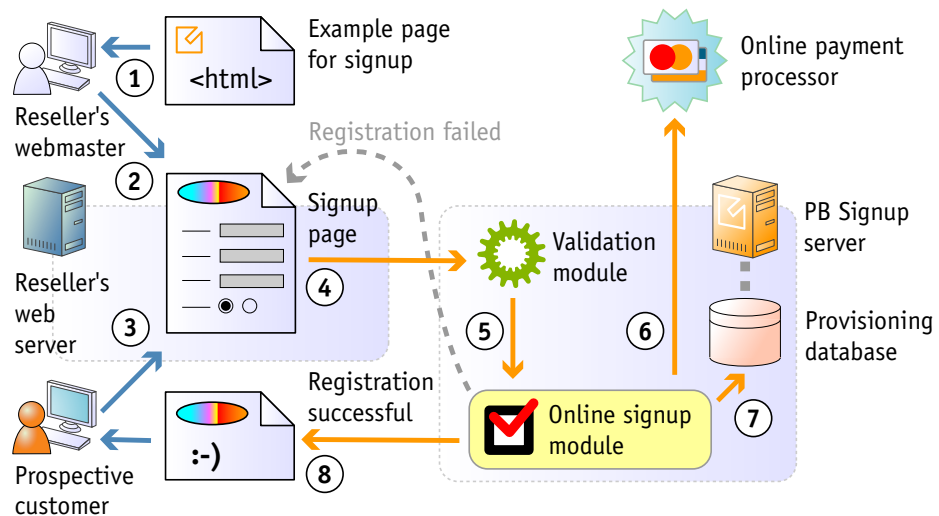 Example page
for signup
<html>
1
Reseller's
webmaster
Online payment
processor
Registration failed
2
Signup
page
Validation
module
PB Signup
server
Reseller's
web
server
3
4
5
6
Provisioning
database
7
Registration
successful
Online signup
module
:-)
8
Prospective
customer